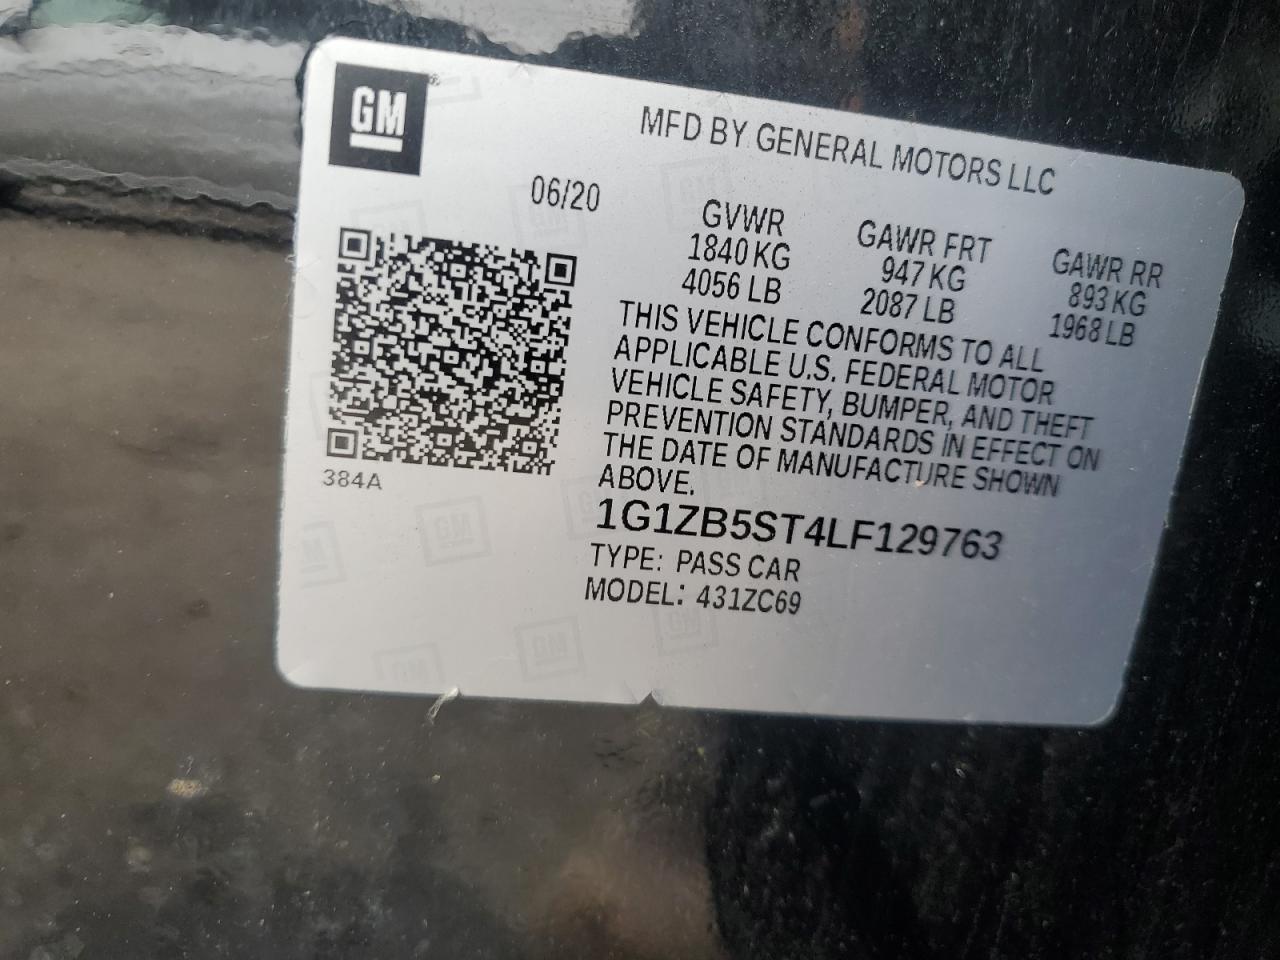 GM
MFD BY GENERAL MOTORS LLC
06/20
GVWR
1840 KG
4056 LB
GAWR FRT
947 KG
2087 LB
GAWR RR
893 KG
1968 LB
THIS VEHICLE CONFORMS TO ALL
APPLICABLE U.S. FEDERAL MOTOR
VEHICLE SAFETY, BUMPER, AND THEFT
PREVENTION STANDARDS IN EFFECT ON
THE DATE OF MANUFACTURE SHOWN
ABOVE.
384A
1G1ZB5ST4LF129763
TYPE: PASS CAR
MODEL: 431ZC69